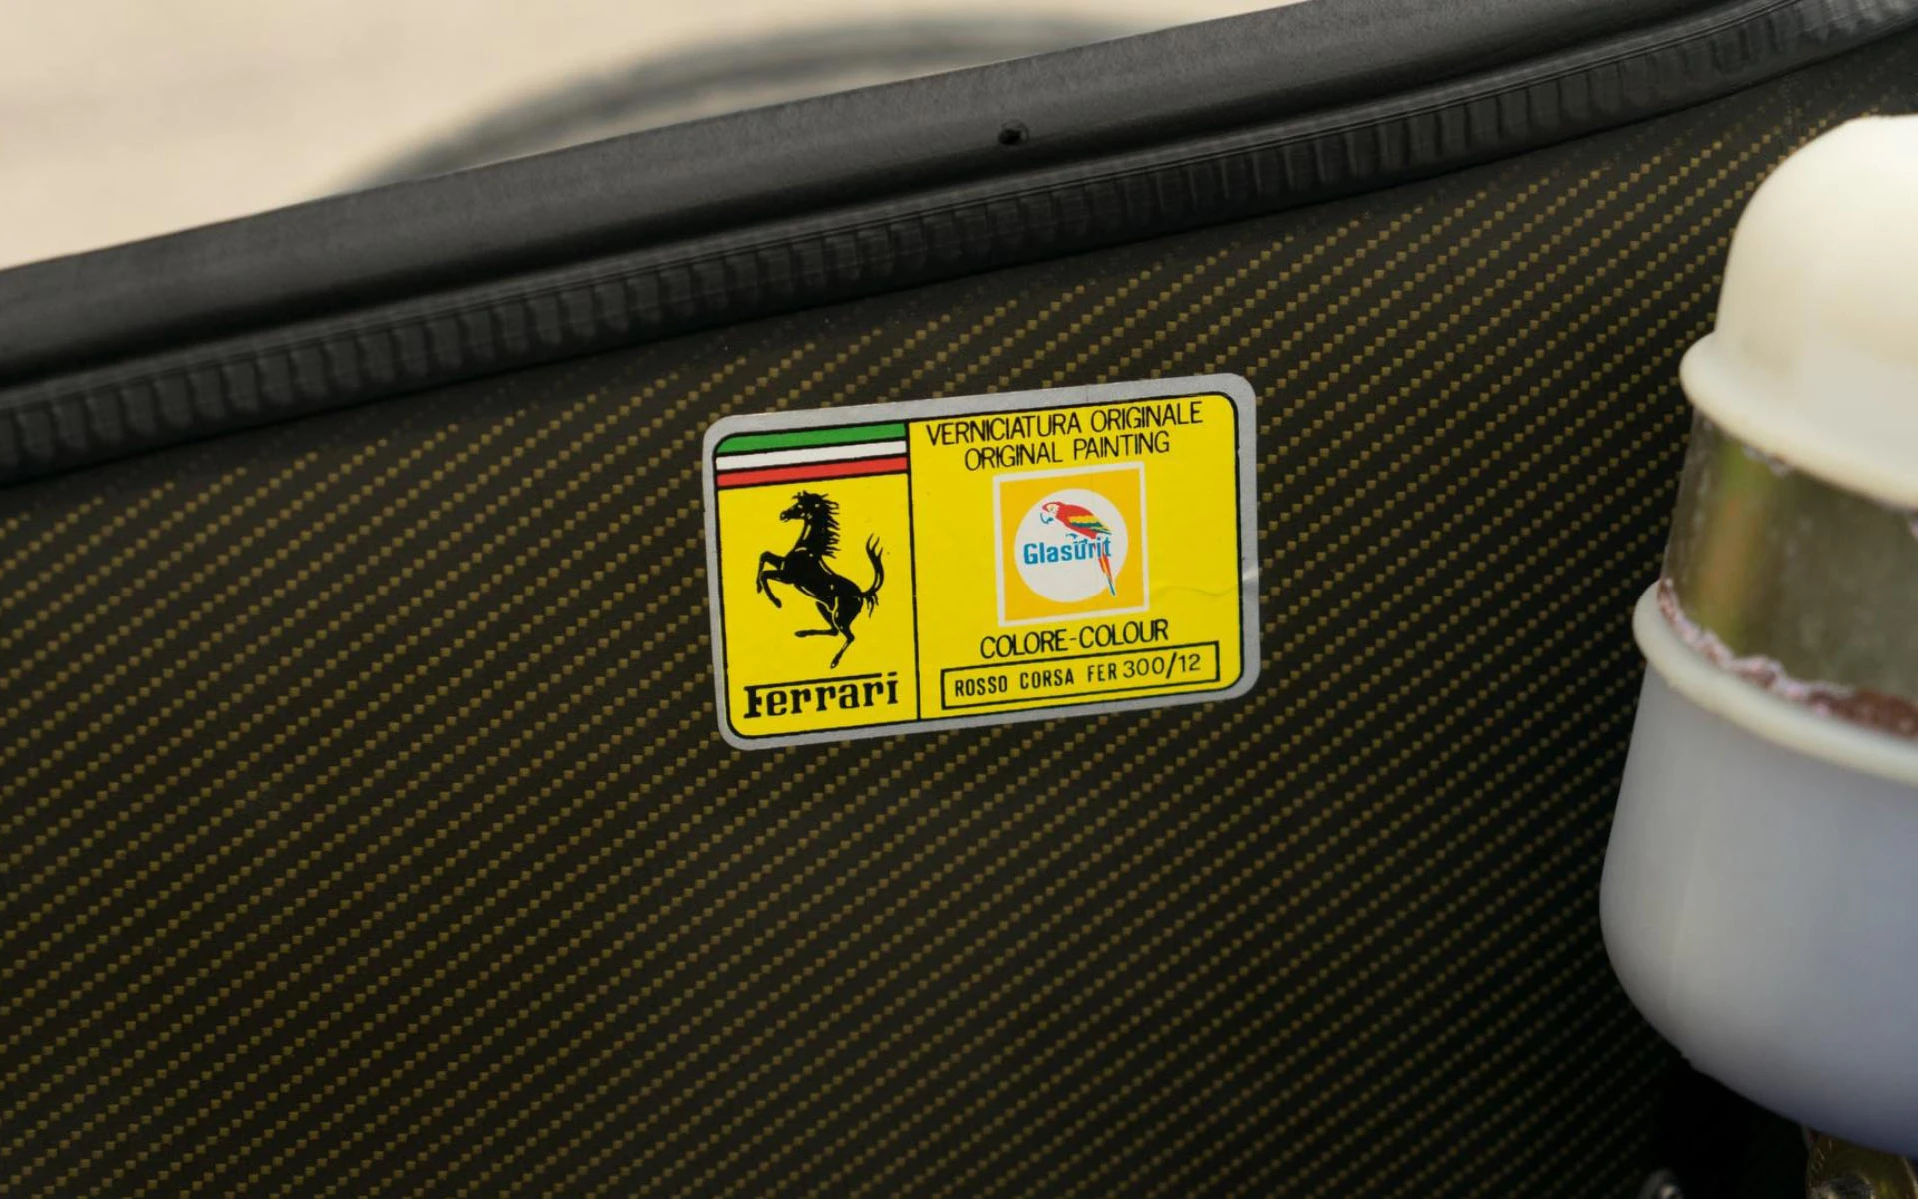 Ferrari
VERNICIATURA ORIGINALE
ORIGINAL PAINTING
Glasurit
COLORE-COLOUR
ROSSO CORSA FER 300/12